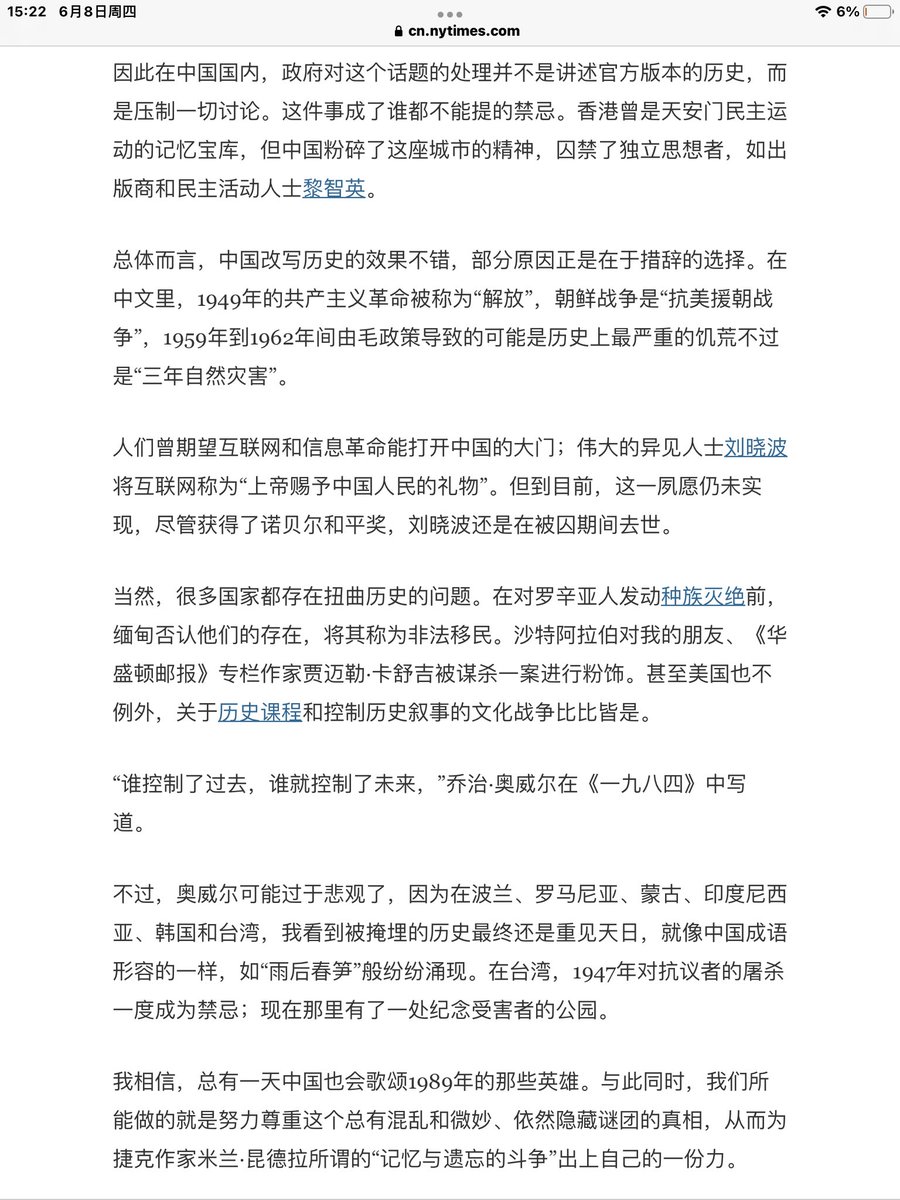 15:22 6月8日周四
6%
cn.nytimes.com
因此在中国国内，政府对这个话题的处理并不是讲述官方版本的历史，而
是压制一切讨论。这件事成了谁都不能提的禁忌。香港曾是天安门民主运
动的记忆宝库，但中国粉碎了这座城市的精神，囚禁了独立思想者，如出
版商和民主活动人士黎智英。
总体而言，中国改写历史的效果不错，部分原因正是在于措辞的选择。在
中文里，1949年的共产主义革命被称为“解放”，朝鲜战争是“抗美援朝战
争”，1959年到1962年间由毛政策导致的可能是历史上最严重的饥荒不过
是“三年自然灾害”。
人们曾期望互联网和信息革命能打开中国的大门；伟大的异见人士刘晓波
将互联网称为“上帝赐予中国人民的礼物”。但到目前，这一夙愿仍未实
现，尽管获得了诺贝尔和平奖，刘晓波还是在被囚期间去世。
当然，很多国家都存在扭曲历史的问题。在对罗辛亚人发动种族灭绝前，
缅甸否认他们的存在，将其称为非法移民。沙特阿拉伯对我的朋友、《华
盛顿邮报》专栏作家贾迈勒·卡舒吉被谋杀一案进行粉饰。甚至美国也不
例外，关于历史课程和控制历史叙事的文化战争比比皆是。
“谁控制了过去，谁就控制了未来，”乔治·奥威尔在《一九八四》中写
道。
不过，奥威尔可能过于悲观了，因为在波兰、罗马尼亚、蒙古、印度尼西
亚、韩国和台湾，我看到被掩埋的历史最终还是重见天日，就像中国成语
形容的一样，如“雨后春笋”般纷纷涌现。在台湾，1947年对抗议者的屠杀
一度成为禁忌；现在那里有了一处纪念受害者的公园。
我相信，总有一天中国也会歌颂1989年的那些英雄。与此同时，我们所
能做的就是努力尊重这个总有混乱和微妙、依然隐藏谜团的真相，从而为
捷克作家米兰·昆德拉所谓的“记忆与遗忘的斗争”出上自己的一份力。